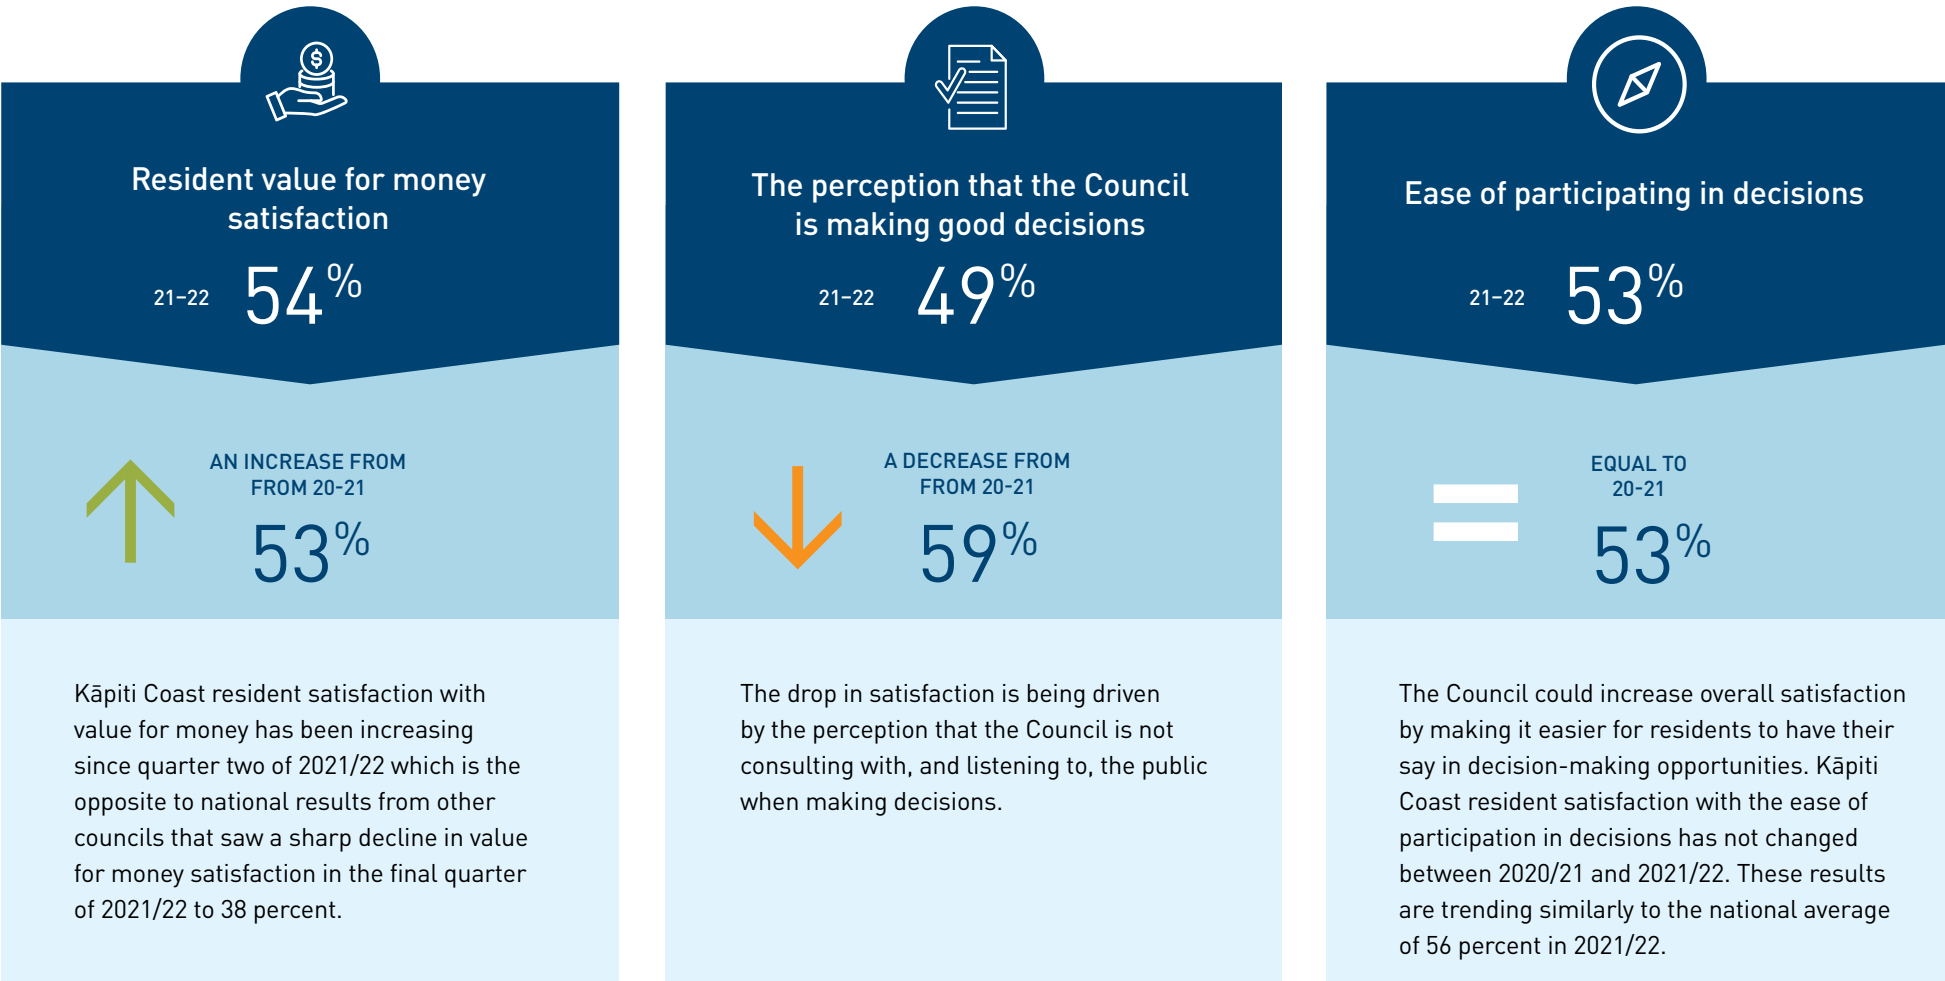 Resident value for money
satisfaction
21–22 54%
AN INCREASE FROM
FROM 20-21
53%
Kāpiti Coast resident satisfaction with
value for money has been increasing
since quarter two of 2021/22 which is the
opposite to national results from other
councils that saw a sharp decline in value
for money satisfaction in the final quarter
of 2021/22 to 38 percent.
The perception that the Council
is making good decisions
21–22 49%
A DECREASE FROM
FROM 20-21
59%
The drop in satisfaction is being driven
by the perception that the Council is not
consulting with, and listening to, the public
when making decisions.
Ease of participating in decisions
21–22 53%
EQUAL TO
20-21
53%
The Council could increase overall satisfaction
by making it easier for residents to have their
say in decision-making opportunities. Kāpiti
Coast resident satisfaction with the ease of
participation in decisions has not changed
between 2020/21 and 2021/22. These results
are trending similarly to the national average
of 56 percent in 2021/22.